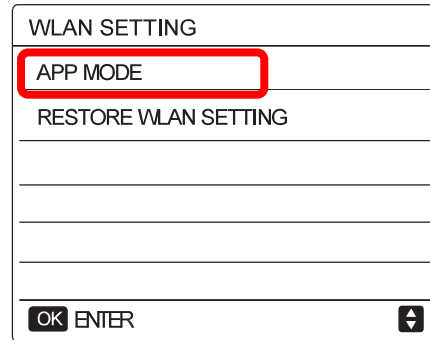 WLAN SETTING
APP MODE
RESTORE WLAN SETTING
OK ENTER